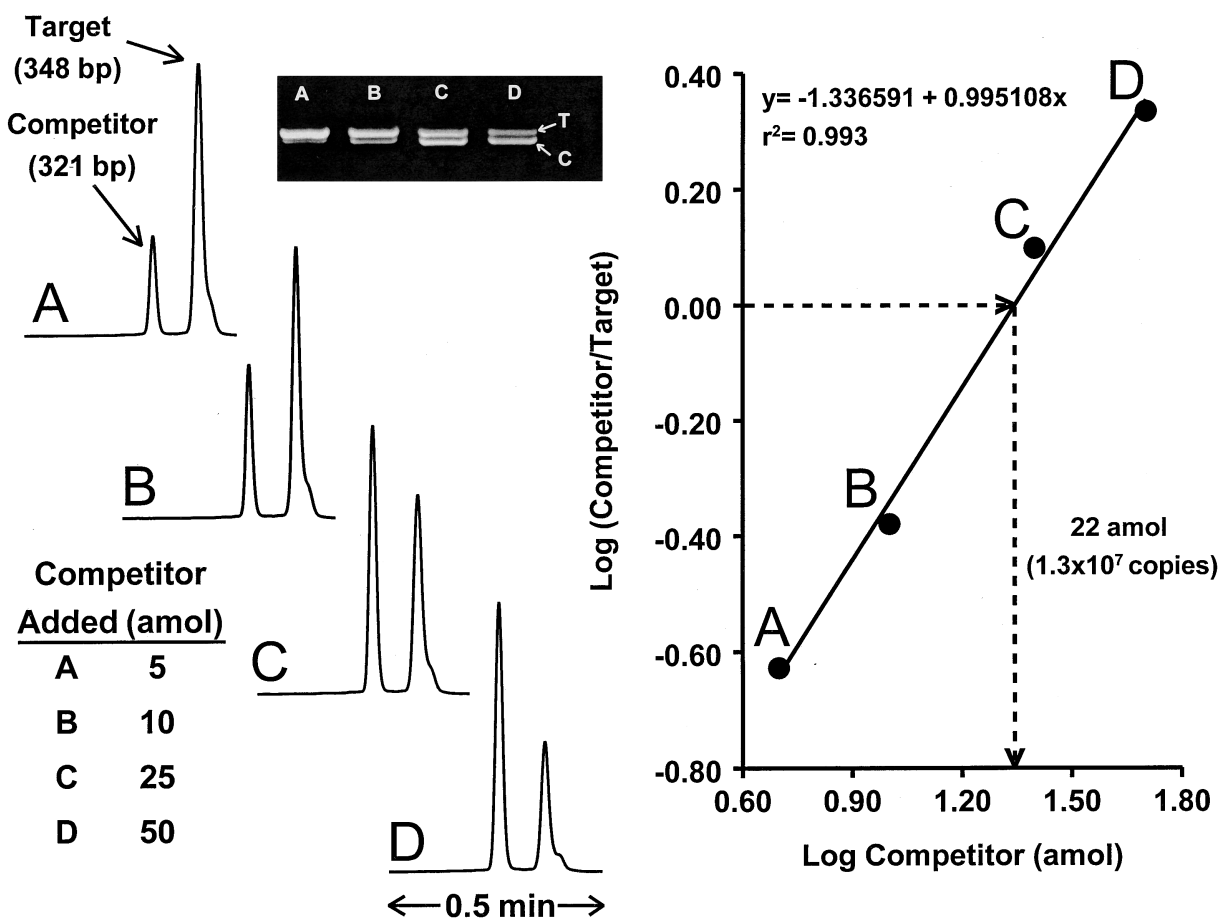 Target
(348 bp)
Competitor
(321 bp)
A
B
C
D
A B C D
T
C
Competitor
Added (amol)
A 5
B 10
C 25
D 50
0.5 min
y= -1.336591 + 0.995108x
r²= 0.993
Log (Competitor/Target)
0.40
0.20
0.00
-0.20
-0.40
-0.60
-0.80
A
B
C
D
22 amol
(1.3x10⁷ copies)
0.60 0.90 1.20 1.50 1.80
Log Competitor (amol)